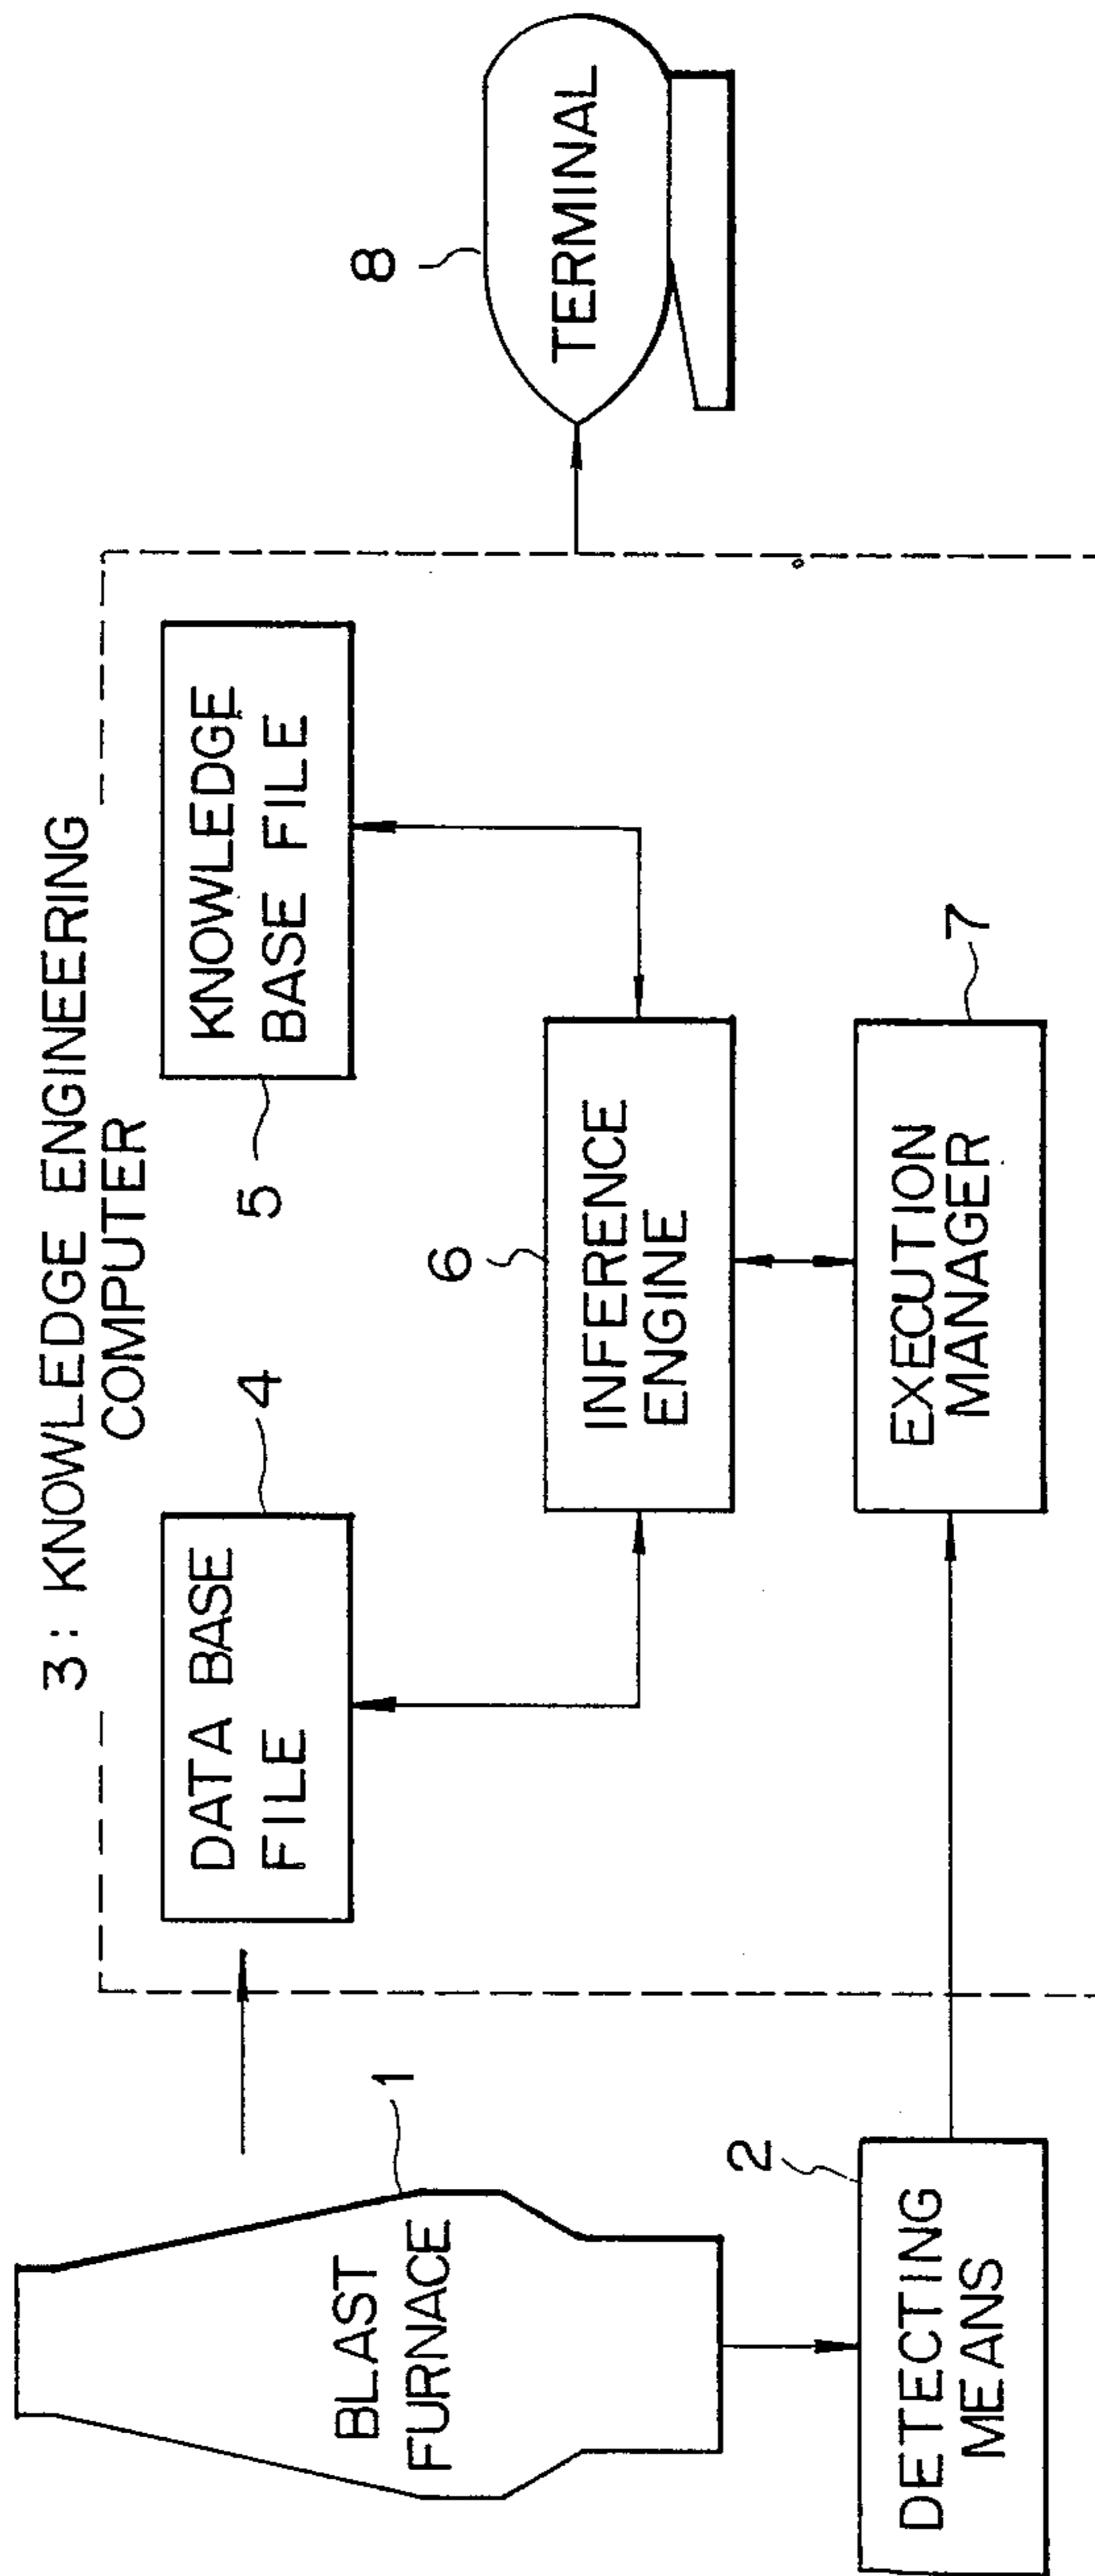 3: KNOWLEDGE ENGINEERING
COMPUTER
BLAST
FURNACE
1
DETECTING
MEANS
2
DATA BASE
FILE
4
KNOWLEDGE
BASE FILE
5
INFERENCE
ENGINE
6
EXECUTION
MANAGER
7
TERMINAL
8